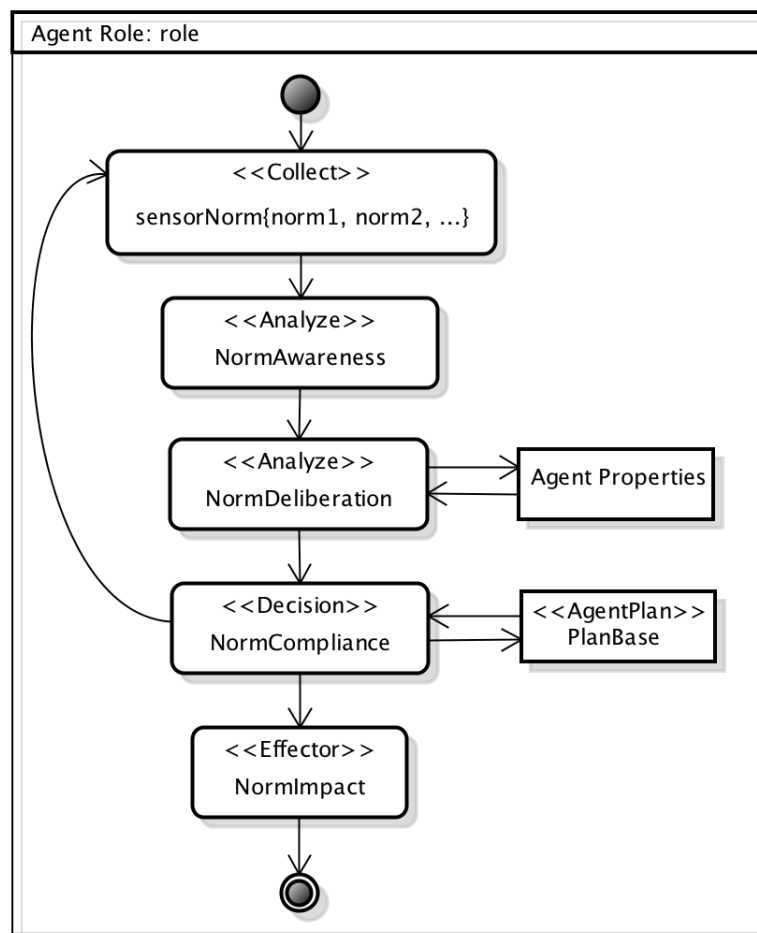 Agent Role: role
<<Collect>>
sensorNorm{norm1, norm2, ...}
<<Analyze>>
NormAwareness
<<Analyze>>
NormDeliberation
Agent Properties
<<Decision>>
NormCompliance
<<AgentPlan>>
PlanBase
<<Effector>>
NormImpact